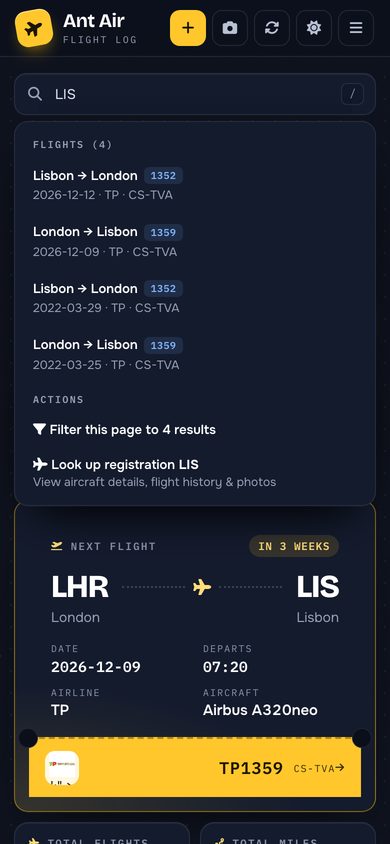 Ant Air
FLIGHT LOG
LIS
/
FLIGHTS (4)
Lisbon → London 1352
2026-12-12 · TP · CS-TVA
London → Lisbon 1359
2026-12-09 · TP · CS-TVA
Lisbon → London 1352
2022-03-29 · TP · CS-TVA
London → Lisbon 1359
2022-03-25 · TP · CS-TVA
ACTIONS
Filter this page to 4 results
Look up registration LIS
View aircraft details, flight history & photos
NEXT FLIGHT
IN 3 WEEKS
LHR LIS
London Lisbon
DATE DEPARTS
2026-12-09 07:20
AIRLINE AIRCRAFT
TP Airbus A320neo
TP1359 CS-TVA→
TOTAL FLIGHTS TOTAL MILES